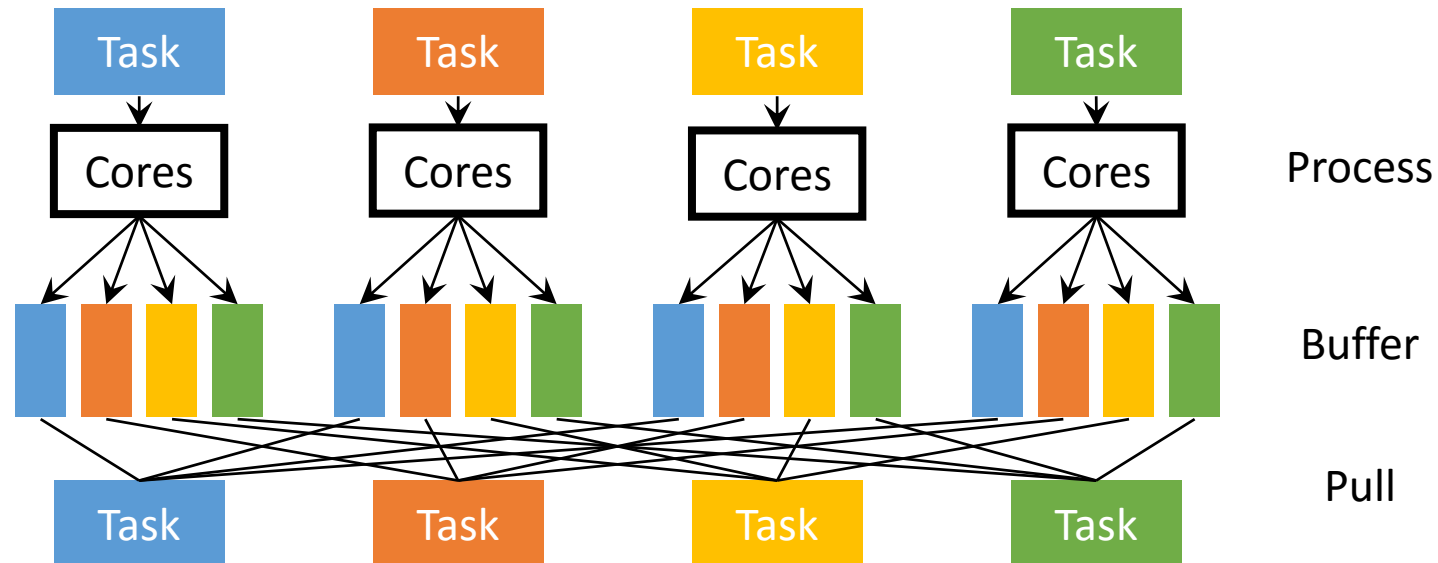 Task Task Task Task
Cores Cores Cores Cores Process
Buffer
Pull
Task Task Task Task